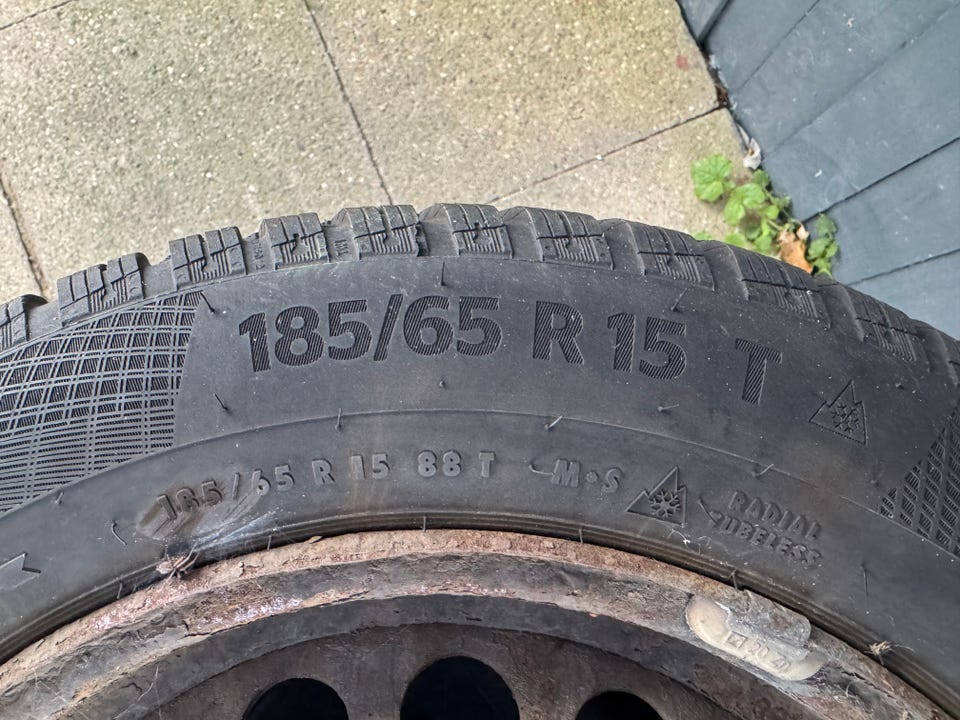 185/65 R 15 T
185/65 R 15 88 T M+S RADIAL
TUBELESS